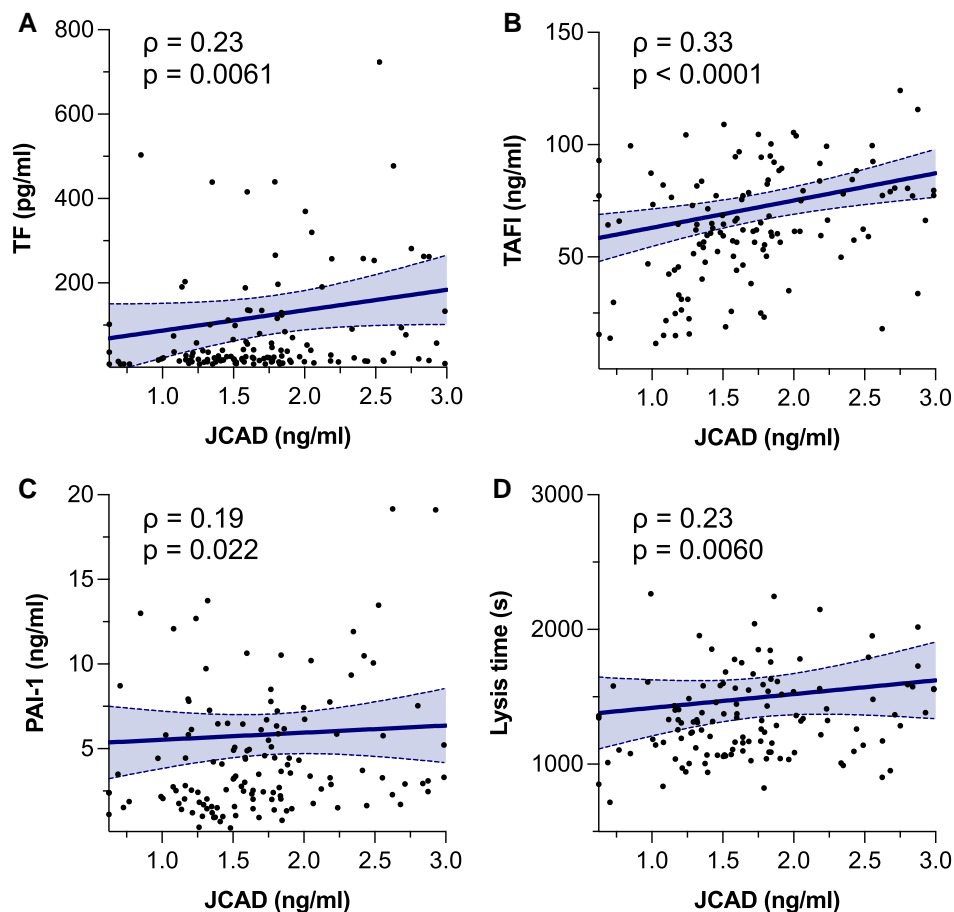 A
ρ = 0.23
p = 0.0061
800
600
400
200
TF (pg/ml)
1.0 1.5 2.0 2.5 3.0
JCAD (ng/ml)
B
ρ = 0.33
p < 0.0001
150
100
50
TAFI (ng/ml)
1.0 1.5 2.0 2.5 3.0
JCAD (ng/ml)
C
ρ = 0.19
p = 0.022
20
15
10
5
PAI-1 (ng/ml)
1.0 1.5 2.0 2.5 3.0
JCAD (ng/ml)
D
ρ = 0.23
p = 0.0060
3000
2000
1000
Lysis time (s)
1.0 1.5 2.0 2.5 3.0
JCAD (ng/ml)